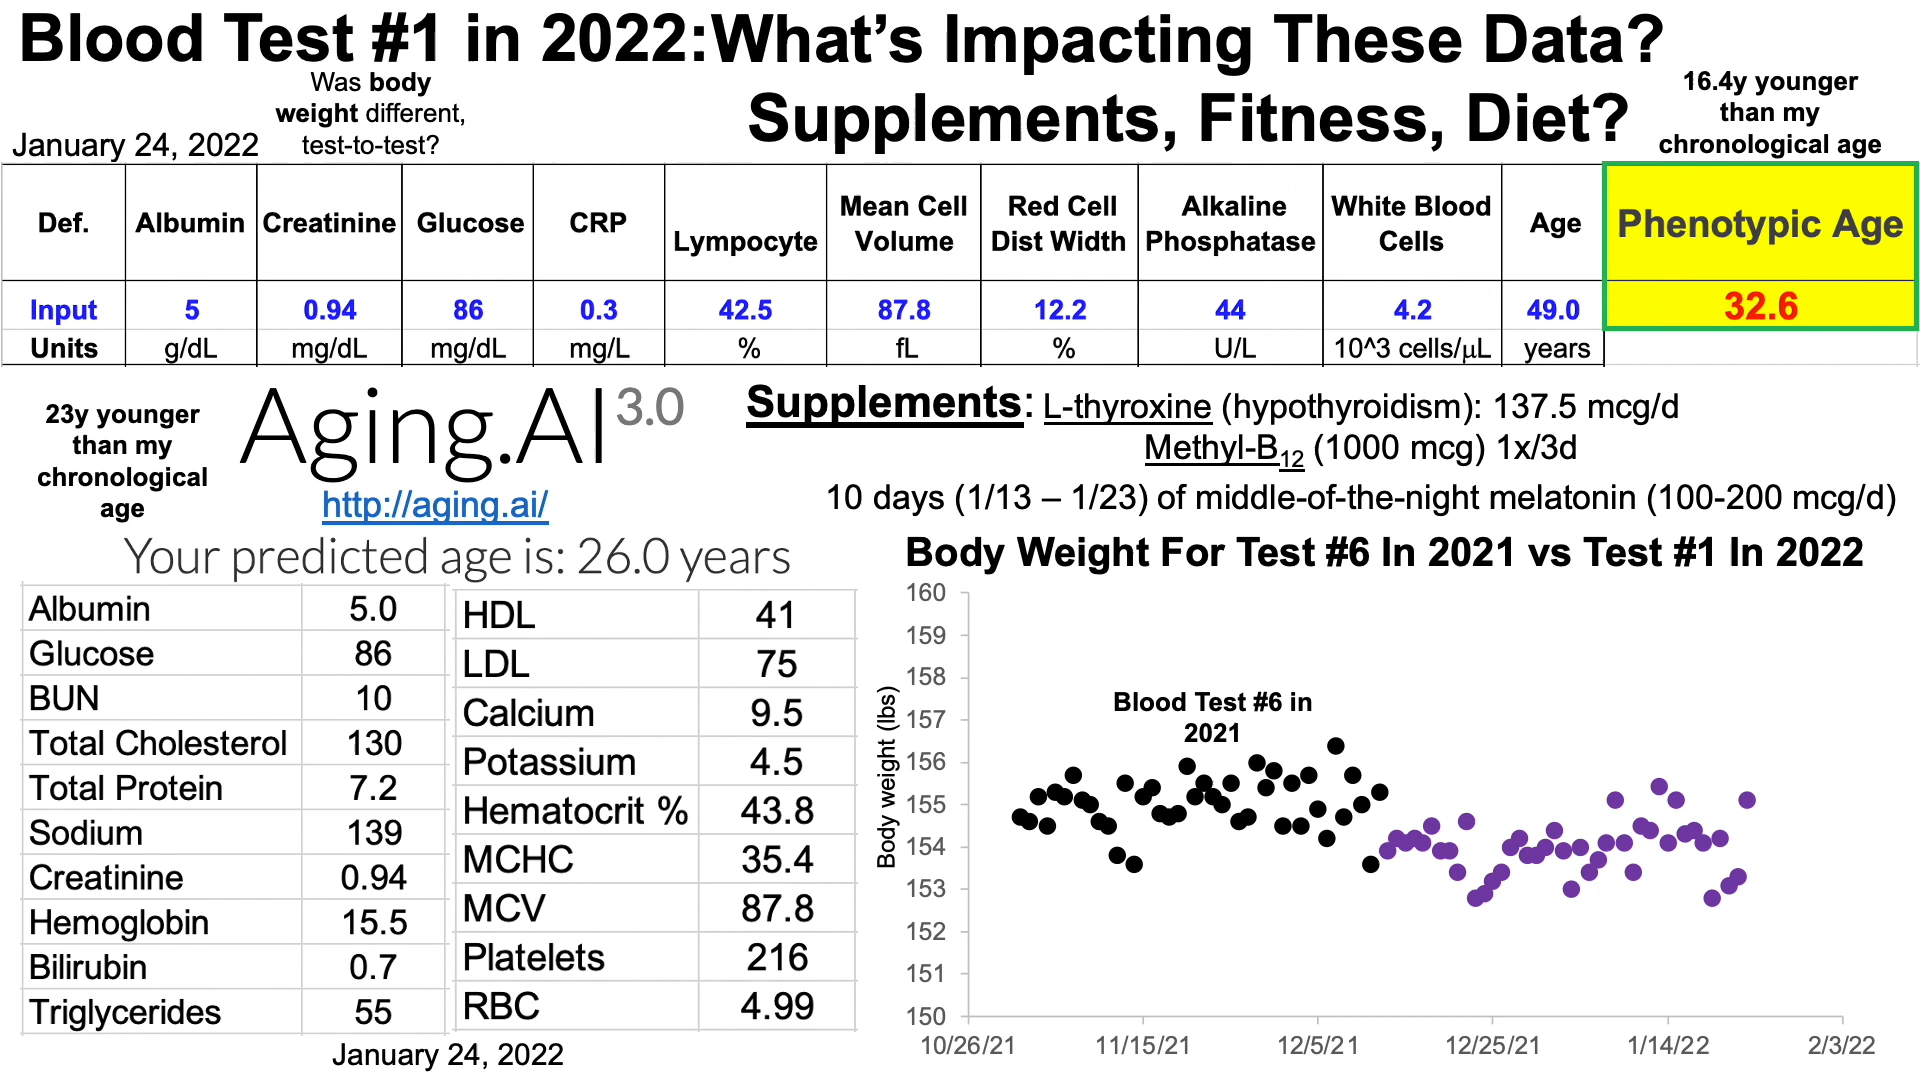 Blood Test #1 in 2022:What's Impacting These Data?
Supplements, Fitness, Diet?
Was body
weight different,
test-to-test?
January 24, 2022
16.4y younger
than my
chronological age
Def. Albumin Creatinine Glucose CRP Lympocyte Mean Cell Volume Red Cell Dist Width Alkaline Phosphatase White Blood Cells Age Phenotypic Age
Input 5 0.94 86 0.3 42.5 87.8 12.2 44 4.2 49.0 32.6
Units g/dL mg/dL mg/dL mg/L % fL % U/L 10^3 cells/μL years
23y younger
than my
chronological
age
Aging.AI 3.0
http://aging.ai/
Your predicted age is: 26.0 years
Albumin 5.0
Glucose 86
BUN 10
Total Cholesterol 130
Total Protein 7.2
Sodium 139
Creatinine 0.94
Hemoglobin 15.5
Bilirubin 0.7
Triglycerides 55
HDL 41
LDL 75
Calcium 9.5
Potassium 4.5
Hematocrit % 43.8
MCHC 35.4
MCV 87.8
Platelets 216
RBC 4.99
January 24, 2022
Supplements: L-thyroxine (hypothyroidism): 137.5 mcg/d
Methyl-B12 (1000 mcg) 1x/3d
10 days (1/13 – 1/23) of middle-of-the-night melatonin (100-200 mcg/d)
Body Weight For Test #6 In 2021 vs Test #1 In 2022
Body weight (lbs)
160
159
158
157
156
155
154
153
152
151
150
Blood Test #6 in
2021
10/26/21 11/15/21 12/5/21 12/25/21 1/14/22 2/3/22